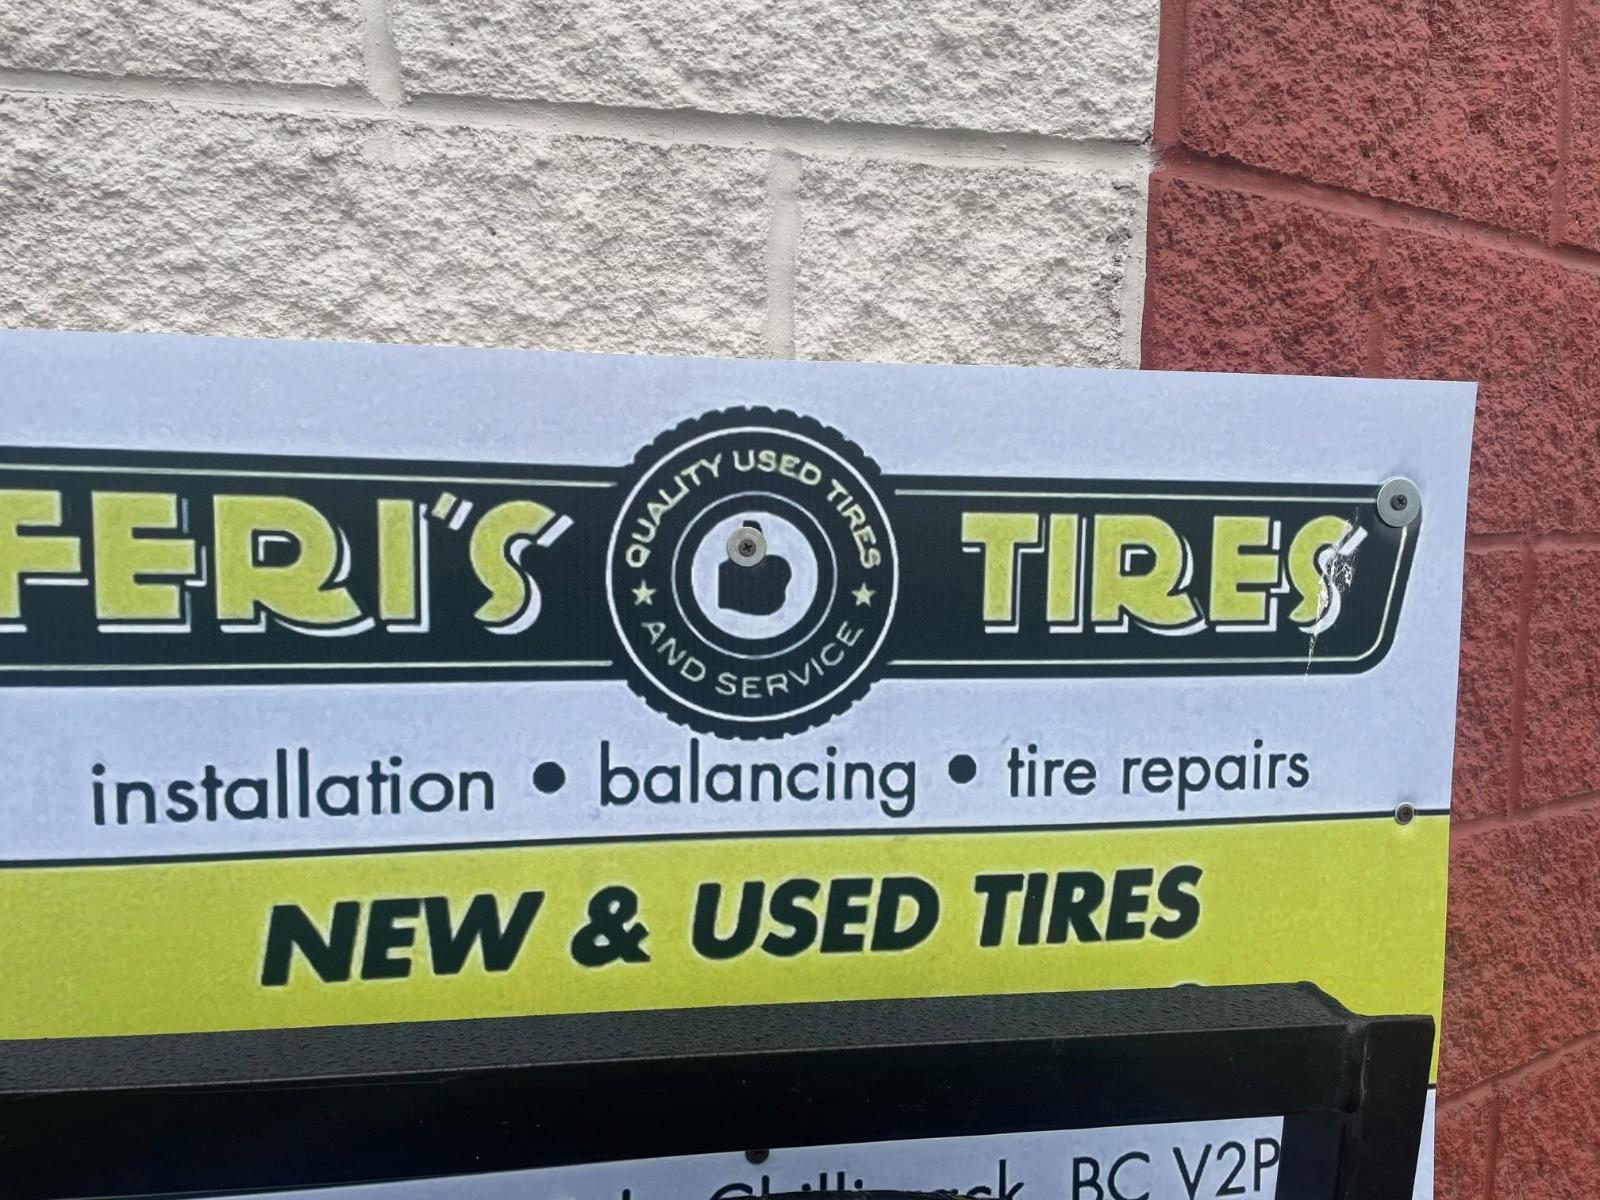 FERI'S TIRES
QUALITY USED TIRES
AND SERVICE
installation • balancing • tire repairs
NEW & USED TIRES
BC V2P